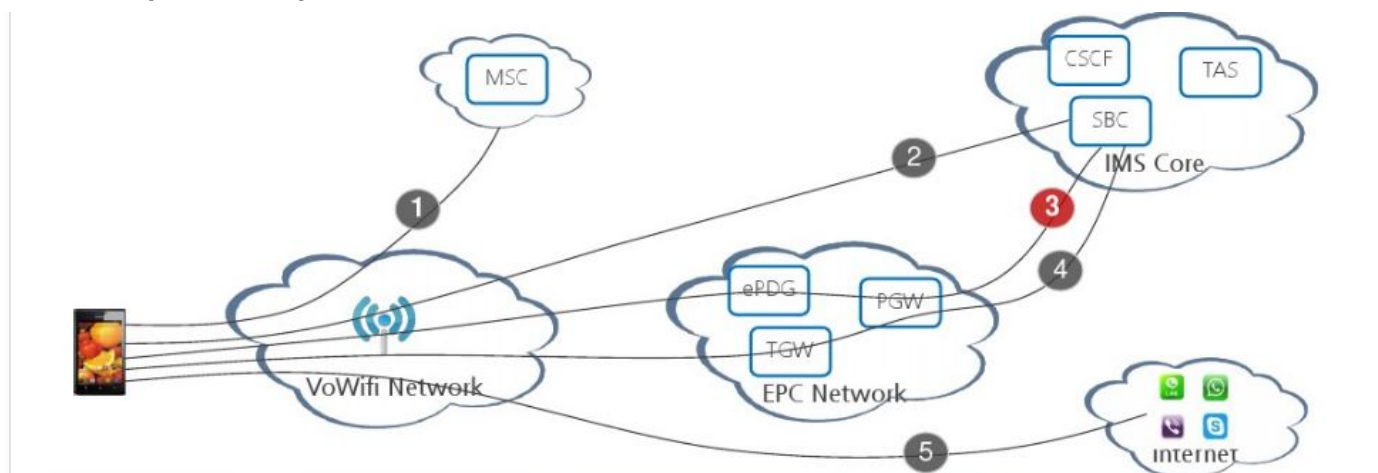 MSC
CSCF
TAS
SBC
IMS Core
2
1
3
4
ePDG
PGW
TGW
VoWifi Network
EPC Network
5
Internet